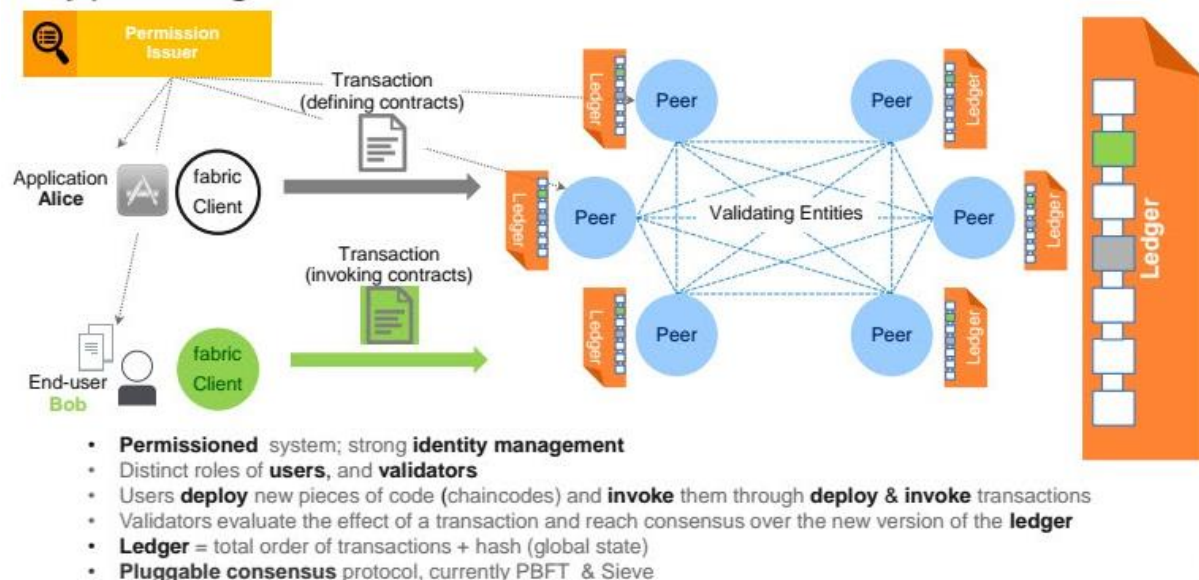 Permission
Issuer
Transaction
(defining contracts)
Application
Alice
fabric
Client
Ledger
Peer
Peer
Ledger
Ledger
Peer
Validating Entities
Peer
Ledger
Ledger
Transaction
(invoking contracts)
Ledger
Peer
Peer
Ledger
End-user
Bob
fabric
Client
• Permissioned system; strong identity management
• Distinct roles of users, and validators
• Users deploy new pieces of code (chaincodes) and invoke them through deploy & invoke transactions
• Validators evaluate the effect of a transaction and reach consensus over the new version of the ledger
• Ledger = total order of transactions + hash (global state)
• Pluggable consensus protocol, currently PBFT & Sieve